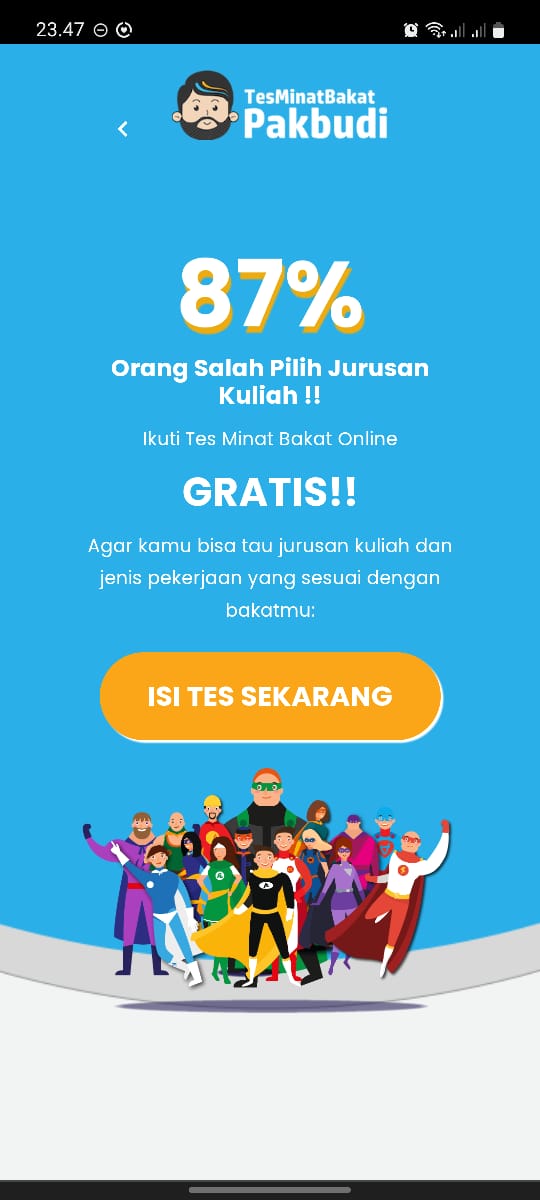 23.47
TesMinatBakat
Pakbudi
87%
Orang Salah Pilih Jurusan
Kuliah !!
Ikuti Tes Minat Bakat Online
GRATIS!!
Agar kamu bisa tau jurusan kuliah dan
jenis pekerjaan yang sesuai dengan
bakatmu:
ISI TES SEKARANG